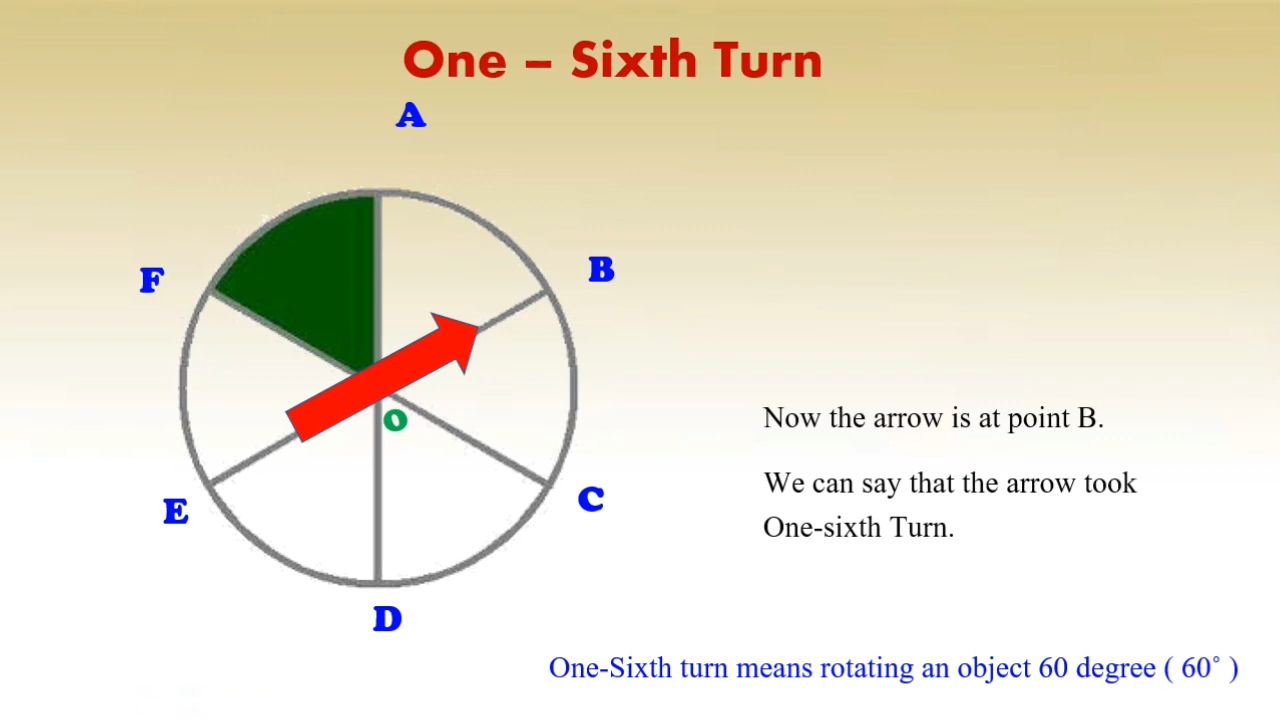 One – Sixth Turn
A
F
B
O
Now the arrow is at point B.
We can say that the arrow took
One-sixth Turn.
E
C
D
One-Sixth turn means rotating an object 60 degree ( 60˚ )